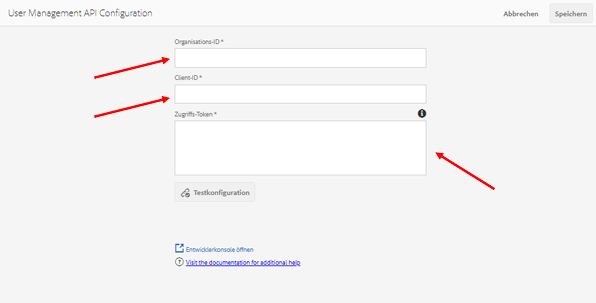 User Management API Configuration
Abbrechen
Speichern
Organisations-ID *
Client-ID *
Zugriffs-Token *
Testkonfiguration
Entwicklerkonsole öffnen
Visit the documentation for additional help